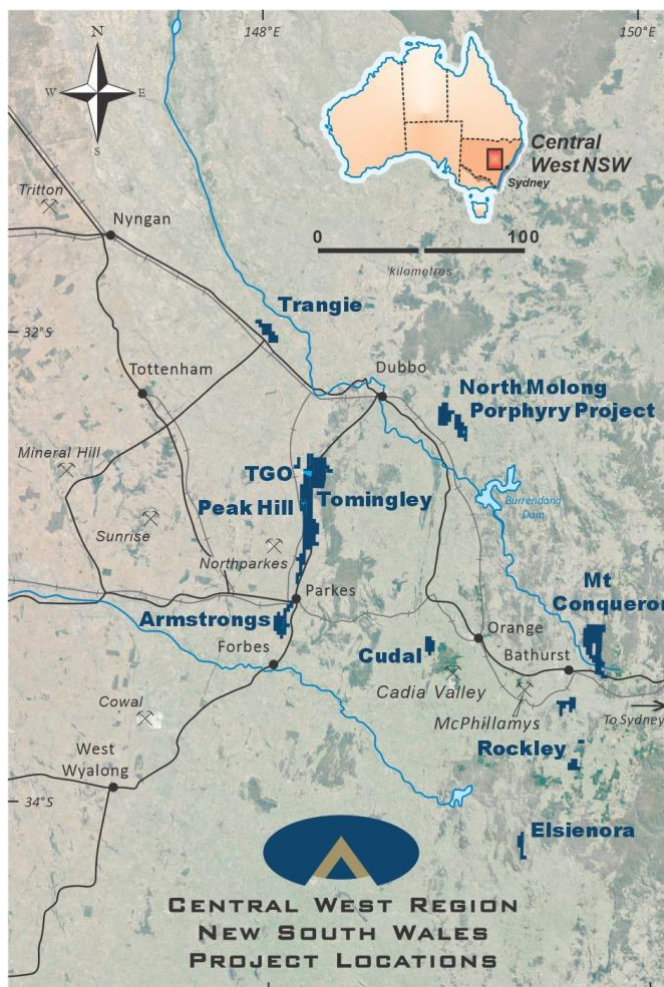 148°E
150°E
N
W
E
S
Central
West NSW
Sydney
Tritton
Nyngan
0
100
kilometres
Trangie
32°S
Dubbo
Tottenham
North Molong
Porphyry Project
Mineral Hill
TGO
Tomingley
Peak Hill
Burrendong
Dam
Sunrise
Northparkes
Mt
Conqueror
Parkes
Armstrongs
Orange
Forbes
Cudal
Bathurst
Cadia Valley
Cowal
McPhillamys
To Sydney
West
Wyalong
Rockley
34°S
Elsienora
CENTRAL WEST REGION
NEW SOUTH WALES
PROJECT LOCATIONS